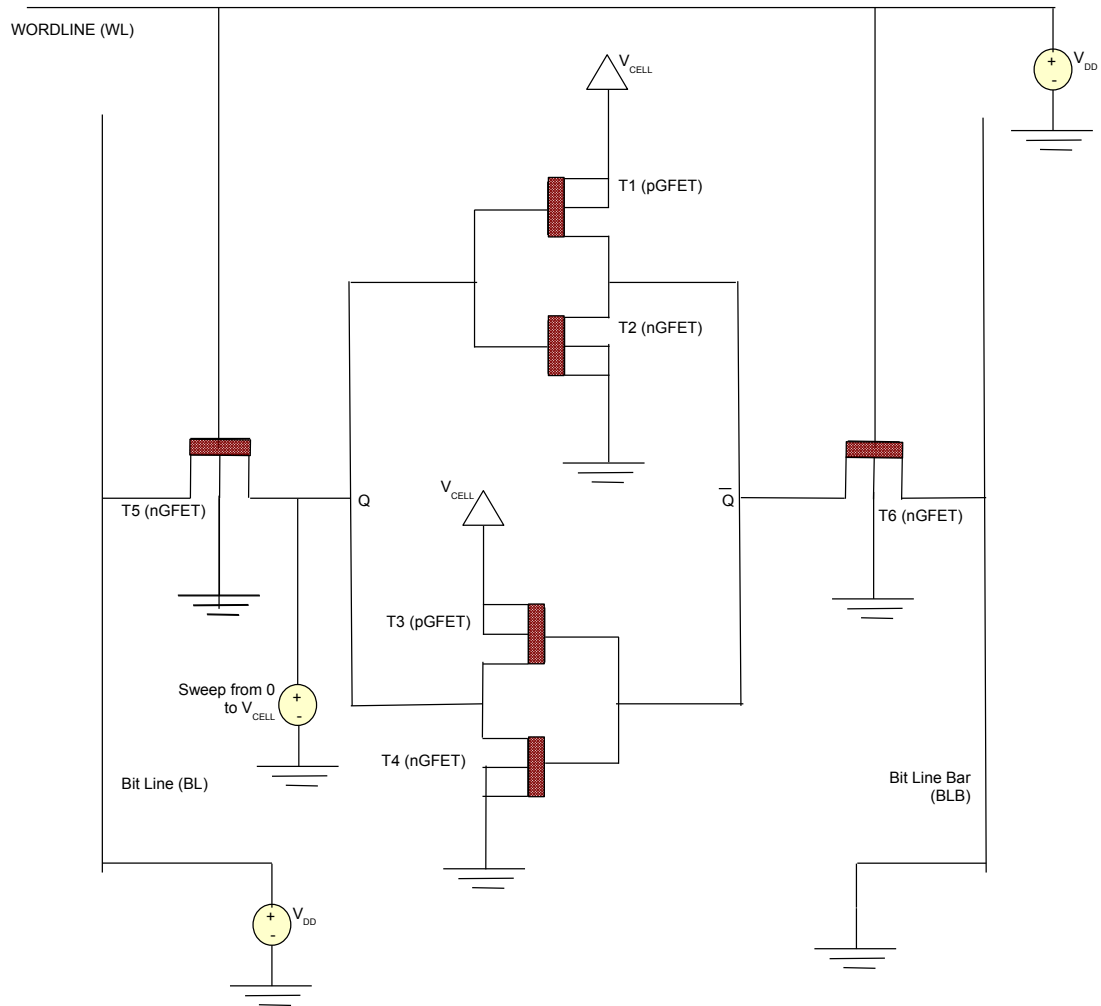 WORDLINE (WL)
V_DD
+
-
V_CELL
T1 (pGFET)
T2 (nGFET)
V_CELL
Q
Q̅
T5 (nGFET)
T6 (nGFET)
T3 (pGFET)
Sweep from 0
to V_CELL
+
-
T4 (nGFET)
Bit Line (BL)
Bit Line Bar
(BLB)
V_DD
+
-